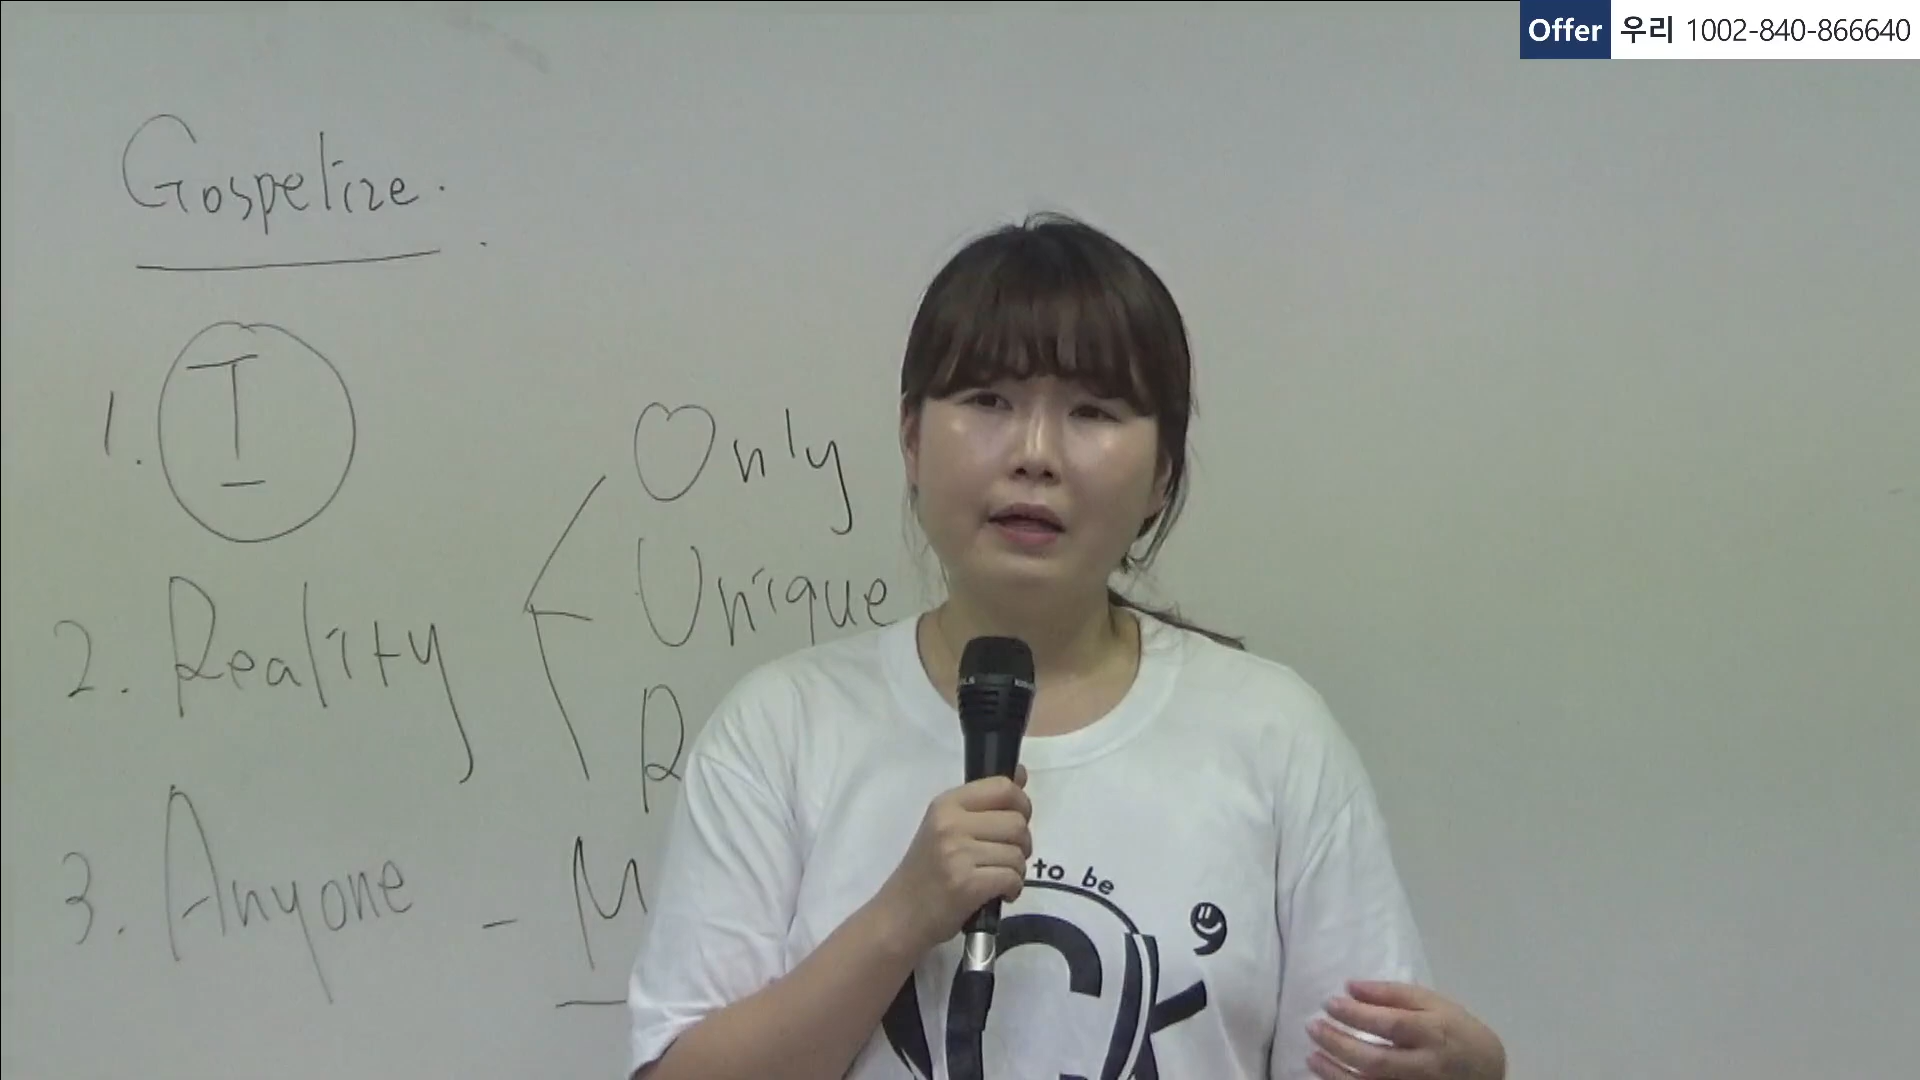 Offer 우리 1002-840-866640
Gospelize.
1. I
Only
Unique
2. Reality
R
3. Anyone - M
to be